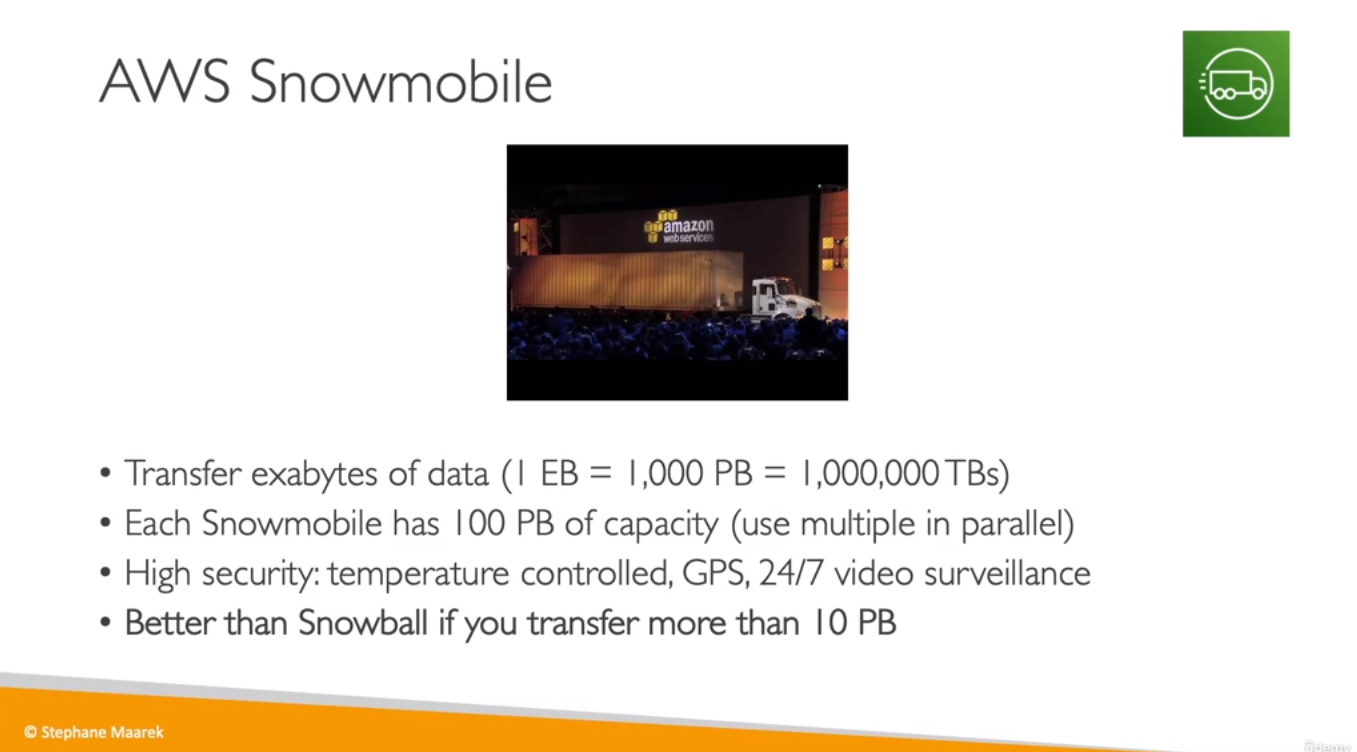 AWS Snowmobile
amazon
webservices
• Transfer exabytes of data (1 EB = 1,000 PB = 1,000,000 TBs)
• Each Snowmobile has 100 PB of capacity (use multiple in parallel)
• High security: temperature controlled, GPS, 24/7 video surveillance
• Better than Snowball if you transfer more than 10 PB
© Stephane Maarek
ûdemy